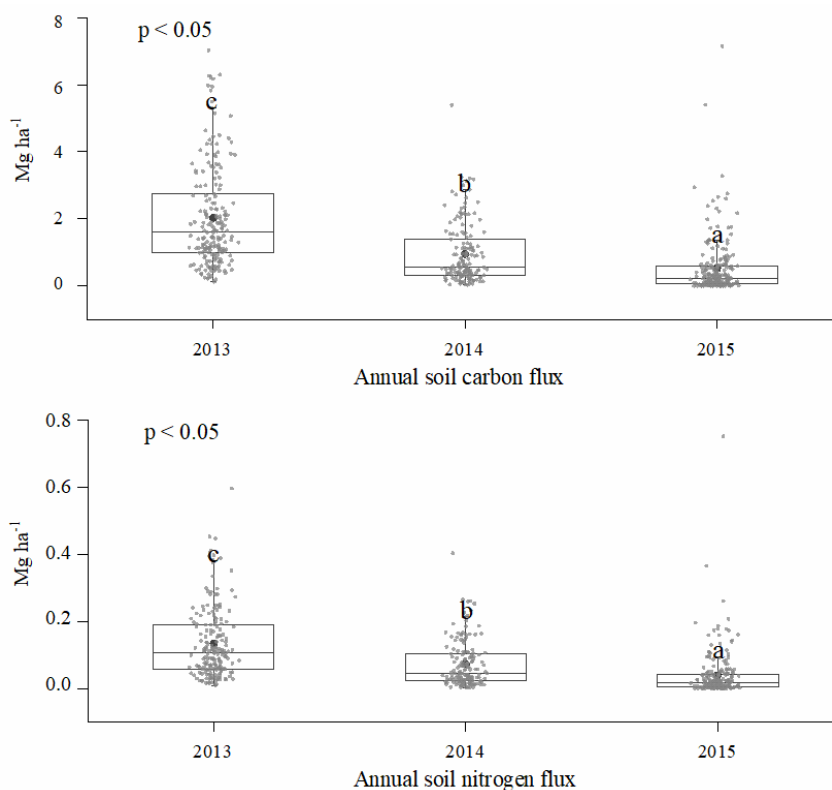 8
p < 0.05
6
c
4
b
Mg ha⁻¹
2
a
0
2013 2014 2015
Annual soil carbon flux
0.8
p < 0.05
0.6
c
0.4
b
Mg ha⁻¹
0.2
a
0.0
2013 2014 2015
Annual soil nitrogen flux